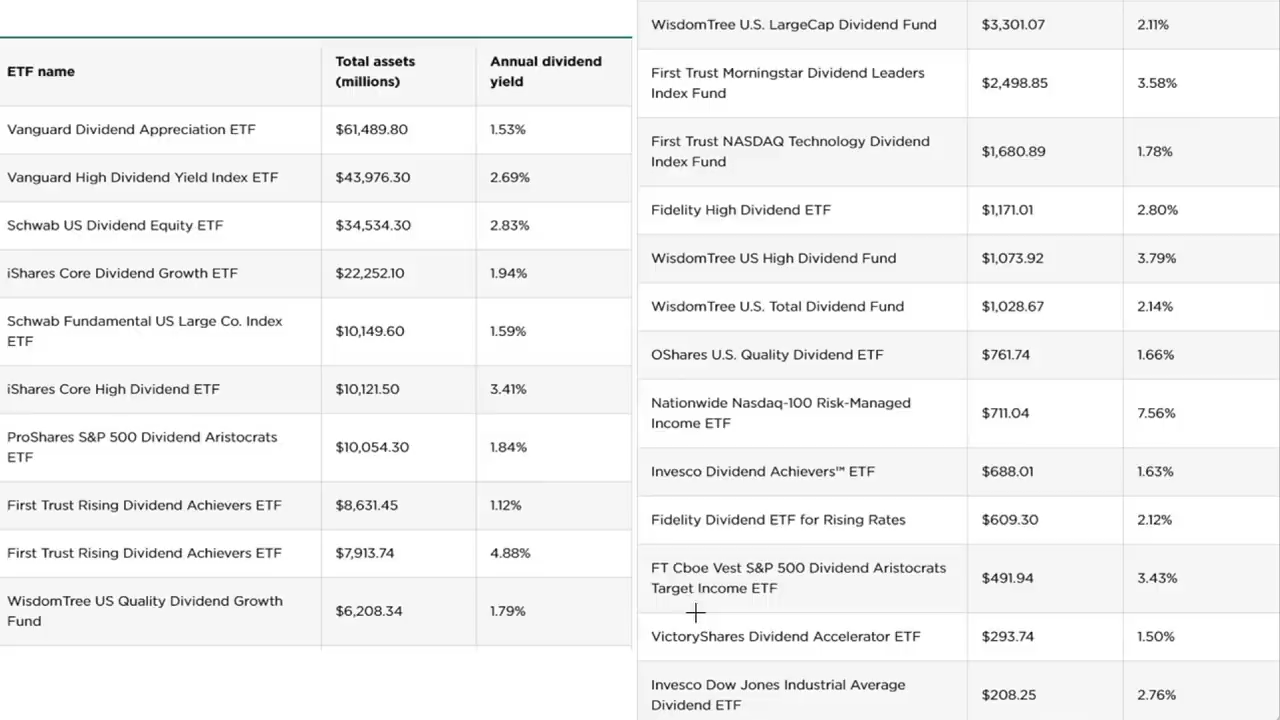 ETF name
Total assets
(millions)
Annual dividend
yield
Vanguard Dividend Appreciation ETF
$61,489.80
1.53%
Vanguard High Dividend Yield Index ETF
$43,976.30
2.69%
Schwab US Dividend Equity ETF
$34,534.30
2.83%
iShares Core Dividend Growth ETF
$22,252.10
1.94%
Schwab Fundamental US Large Co. Index
ETF
$10,149.60
1.59%
iShares Core High Dividend ETF
$10,121.50
3.41%
ProShares S&P 500 Dividend Aristocrats
ETF
$10,054.30
1.84%
First Trust Rising Dividend Achievers ETF
$8,631.45
1.12%
First Trust Rising Dividend Achievers ETF
$7,913.74
4.88%
WisdomTree US Quality Dividend Growth
Fund
$6,208.34
1.79%
WisdomTree U.S. LargeCap Dividend Fund
$3,301.07
2.11%
First Trust Morningstar Dividend Leaders
Index Fund
$2,498.85
3.58%
First Trust NASDAQ Technology Dividend
Index Fund
$1,680.89
1.78%
Fidelity High Dividend ETF
$1,171.01
2.80%
WisdomTree US High Dividend Fund
$1,073.92
3.79%
WisdomTree U.S. Total Dividend Fund
$1,028.67
2.14%
OShares U.S. Quality Dividend ETF
$761.74
1.66%
Nationwide Nasdaq-100 Risk-Managed
Income ETF
$711.04
7.56%
Invesco Dividend Achievers™ ETF
$688.01
1.63%
Fidelity Dividend ETF for Rising Rates
$609.30
2.12%
FT Cboe Vest S&P 500 Dividend Aristocrats
Target Income ETF
$491.94
3.43%
VictoryShares Dividend Accelerator ETF
$293.74
1.50%
Invesco Dow Jones Industrial Average
Dividend ETF
$208.25
2.76%